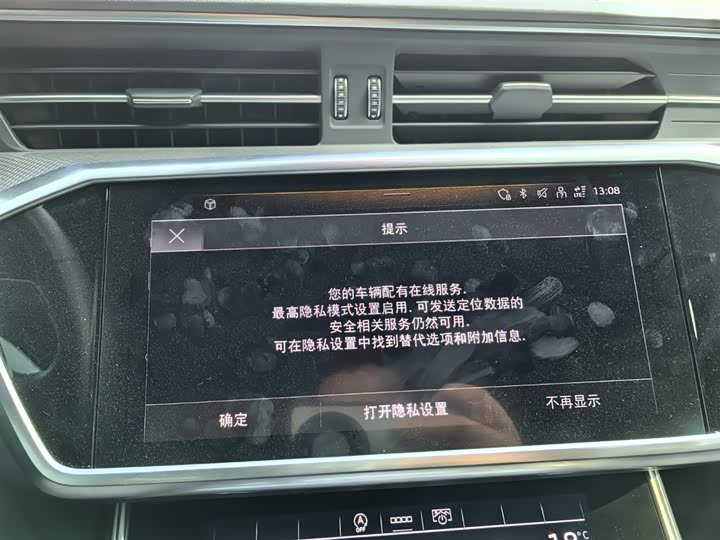 13:08
提示
您的车辆配有在线服务.
最高隐私模式设置启用. 可发送定位数据的
安全相关服务仍然可用.
可在隐私设置中找到替代选项和附加信息.
确定
打开隐私设置
不再显示
A
OFF